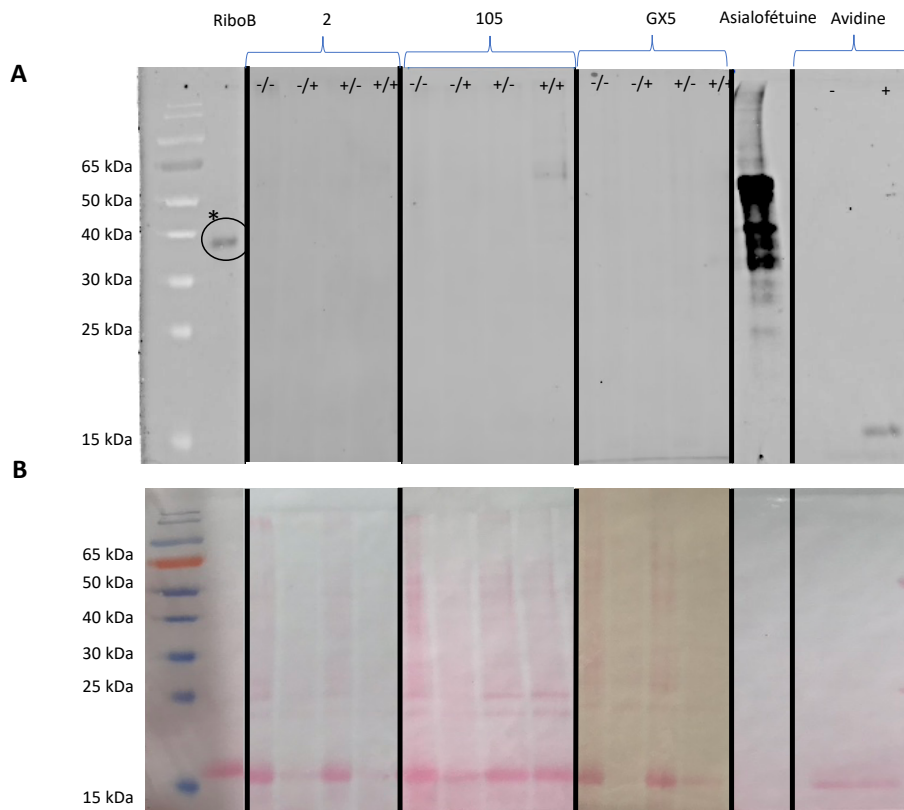 RiboB 2 105 GX5 Asialofétuine Avidine
A
-/- -/+ +/- +/+ -/- -/+ +/- +/+ -/- -/+ +/- +/+ - +
65 kDa
50 kDa
*
40 kDa
30 kDa
25 kDa
15 kDa
B
65 kDa
50 kDa
40 kDa
30 kDa
25 kDa
15 kDa